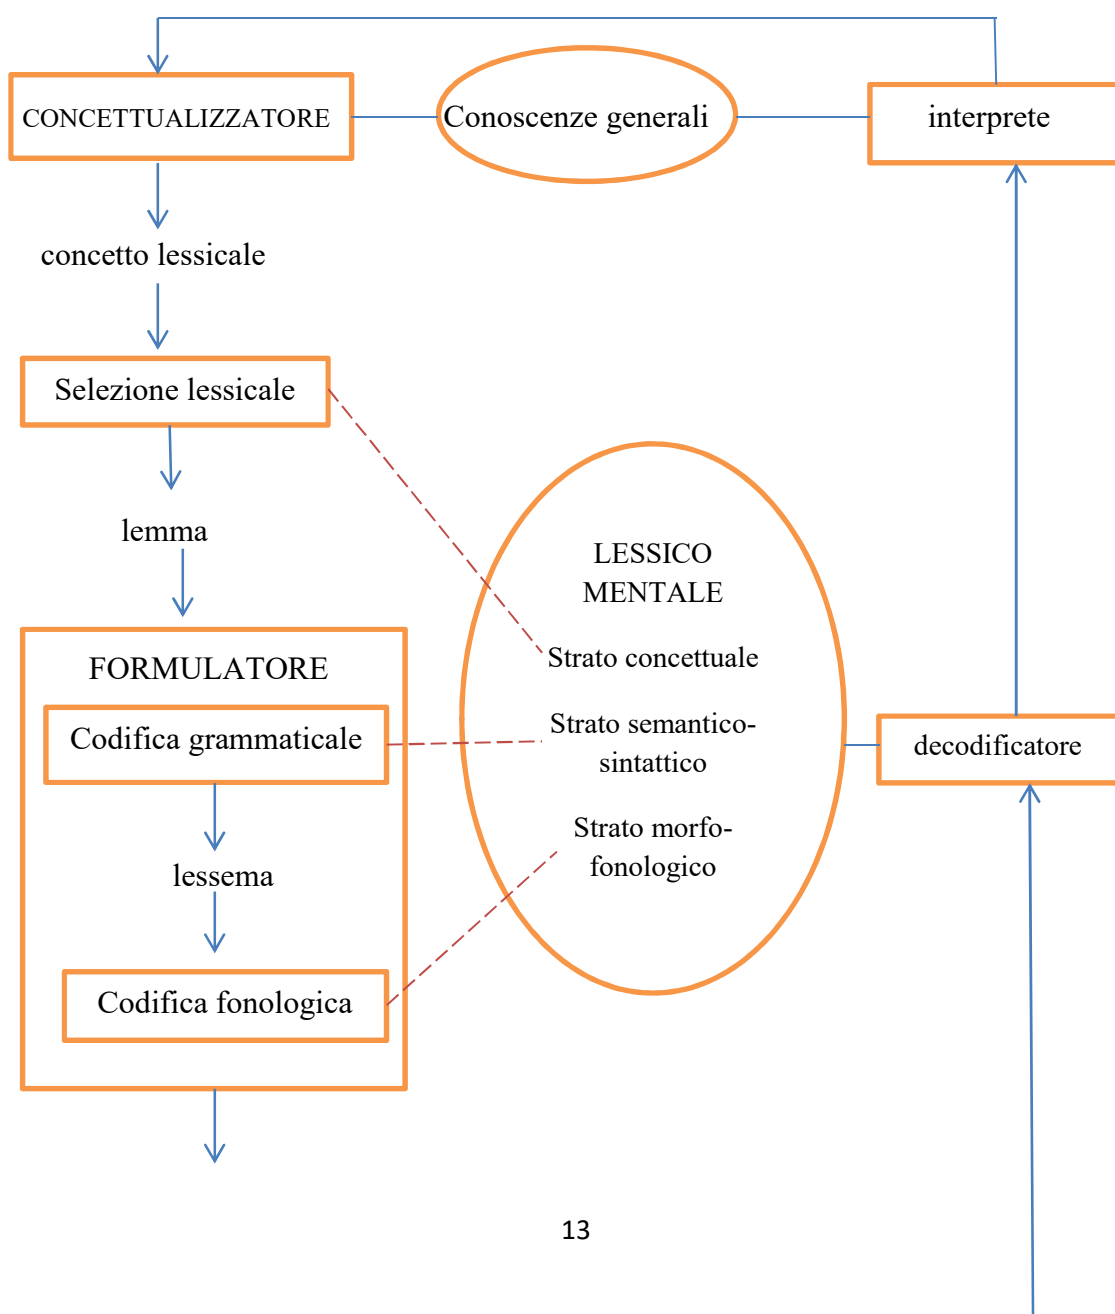 CONCETTUALIZZATORE
Conoscenze generali
interprete
concetto lessicale
Selezione lessicale
lemma
LESSICO
MENTALE
Strato concettuale
FORMULATORE
Codifica grammaticale
Strato semantico-
sintattico
decodificatore
Strato morfo-
fonologico
lessema
Codifica fonologica
13